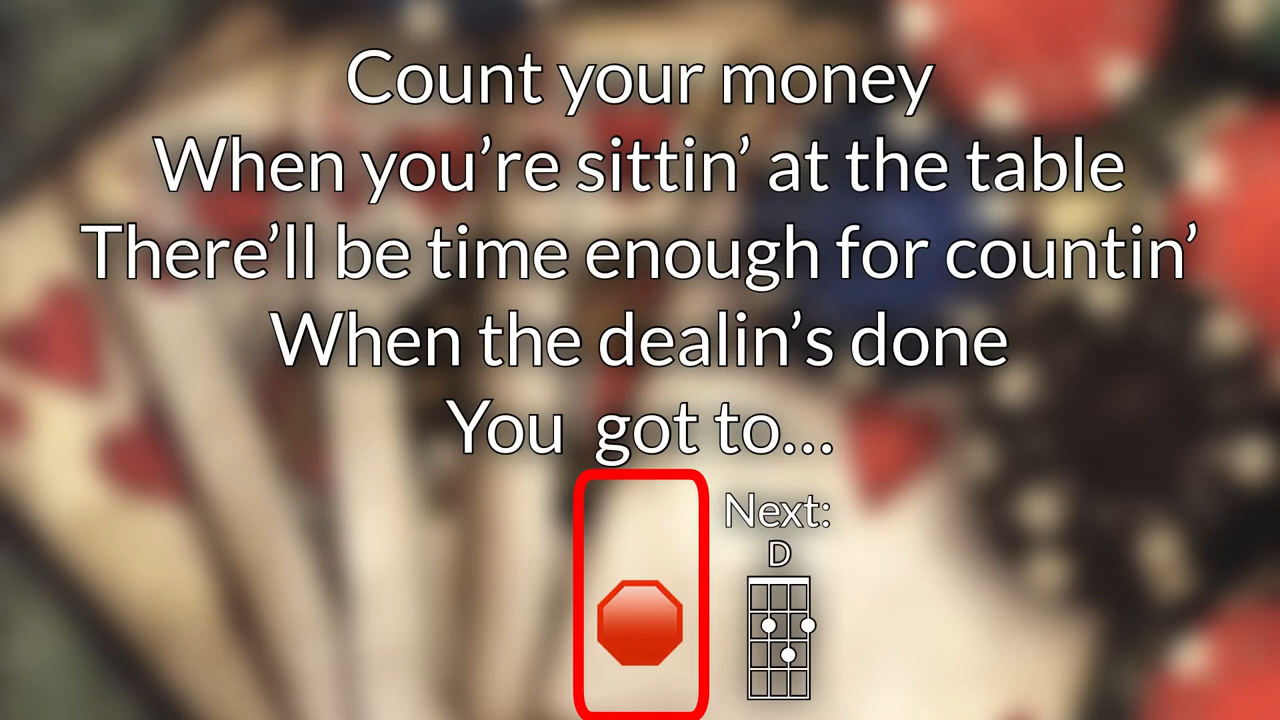 Count your money
When you’re sittin’ at the table
There’ll be time enough for countin’
When the dealin’s done
You  got to...
Next:
D